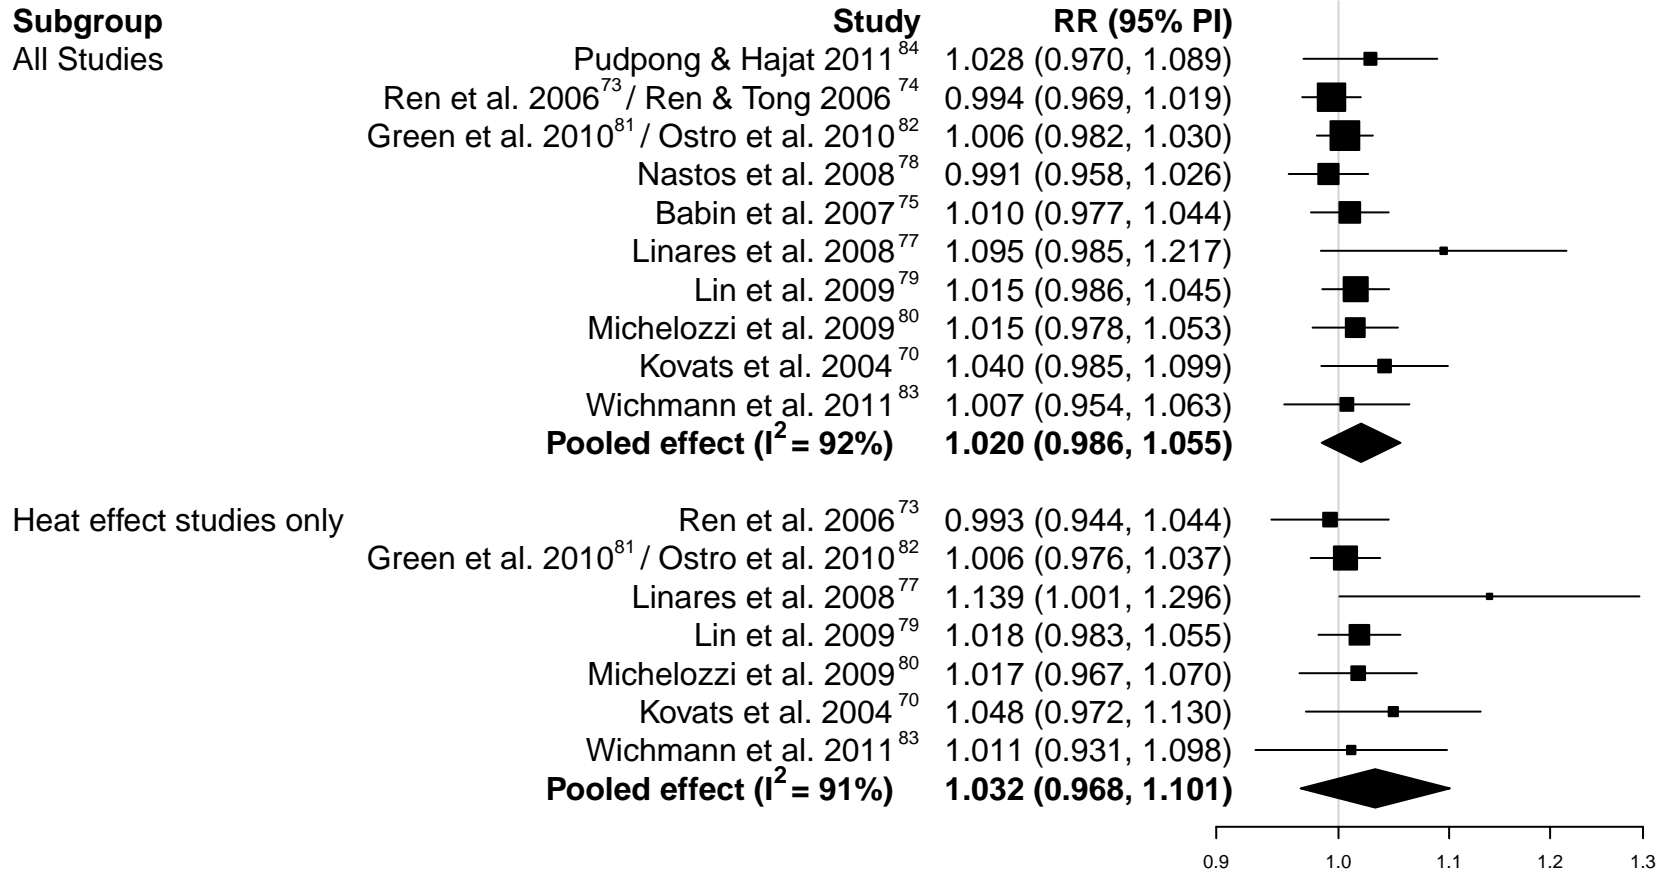 Subgroup Study RR (95% PI)
All Studies Pudpong & Hajat 2011⁸⁴ 1.028 (0.970, 1.089)
Ren et al. 2006⁷³ / Ren & Tong 2006⁷⁴ 0.994 (0.969, 1.019)
Green et al. 2010⁸¹ / Ostro et al. 2010⁸² 1.006 (0.982, 1.030)
Nastos et al. 2008⁷⁸ 0.991 (0.958, 1.026)
Babin et al. 2007⁷⁵ 1.010 (0.977, 1.044)
Linares et al. 2008⁷⁷ 1.095 (0.985, 1.217)
Lin et al. 2009⁷⁹ 1.015 (0.986, 1.045)
Michelozzi et al. 2009⁸⁰ 1.015 (0.978, 1.053)
Kovats et al. 2004⁷⁰ 1.040 (0.985, 1.099)
Wichmann et al. 2011⁸³ 1.007 (0.954, 1.063)
Pooled effect (I² = 92%) 1.020 (0.986, 1.055)
Heat effect studies only Ren et al. 2006⁷³ 0.993 (0.944, 1.044)
Green et al. 2010⁸¹ / Ostro et al. 2010⁸² 1.006 (0.976, 1.037)
Linares et al. 2008⁷⁷ 1.139 (1.001, 1.296)
Lin et al. 2009⁷⁹ 1.018 (0.983, 1.055)
Michelozzi et al. 2009⁸⁰ 1.017 (0.967, 1.070)
Kovats et al. 2004⁷⁰ 1.048 (0.972, 1.130)
Wichmann et al. 2011⁸³ 1.011 (0.931, 1.098)
Pooled effect (I² = 91%) 1.032 (0.968, 1.101)
0.9 1.0 1.1 1.2 1.3